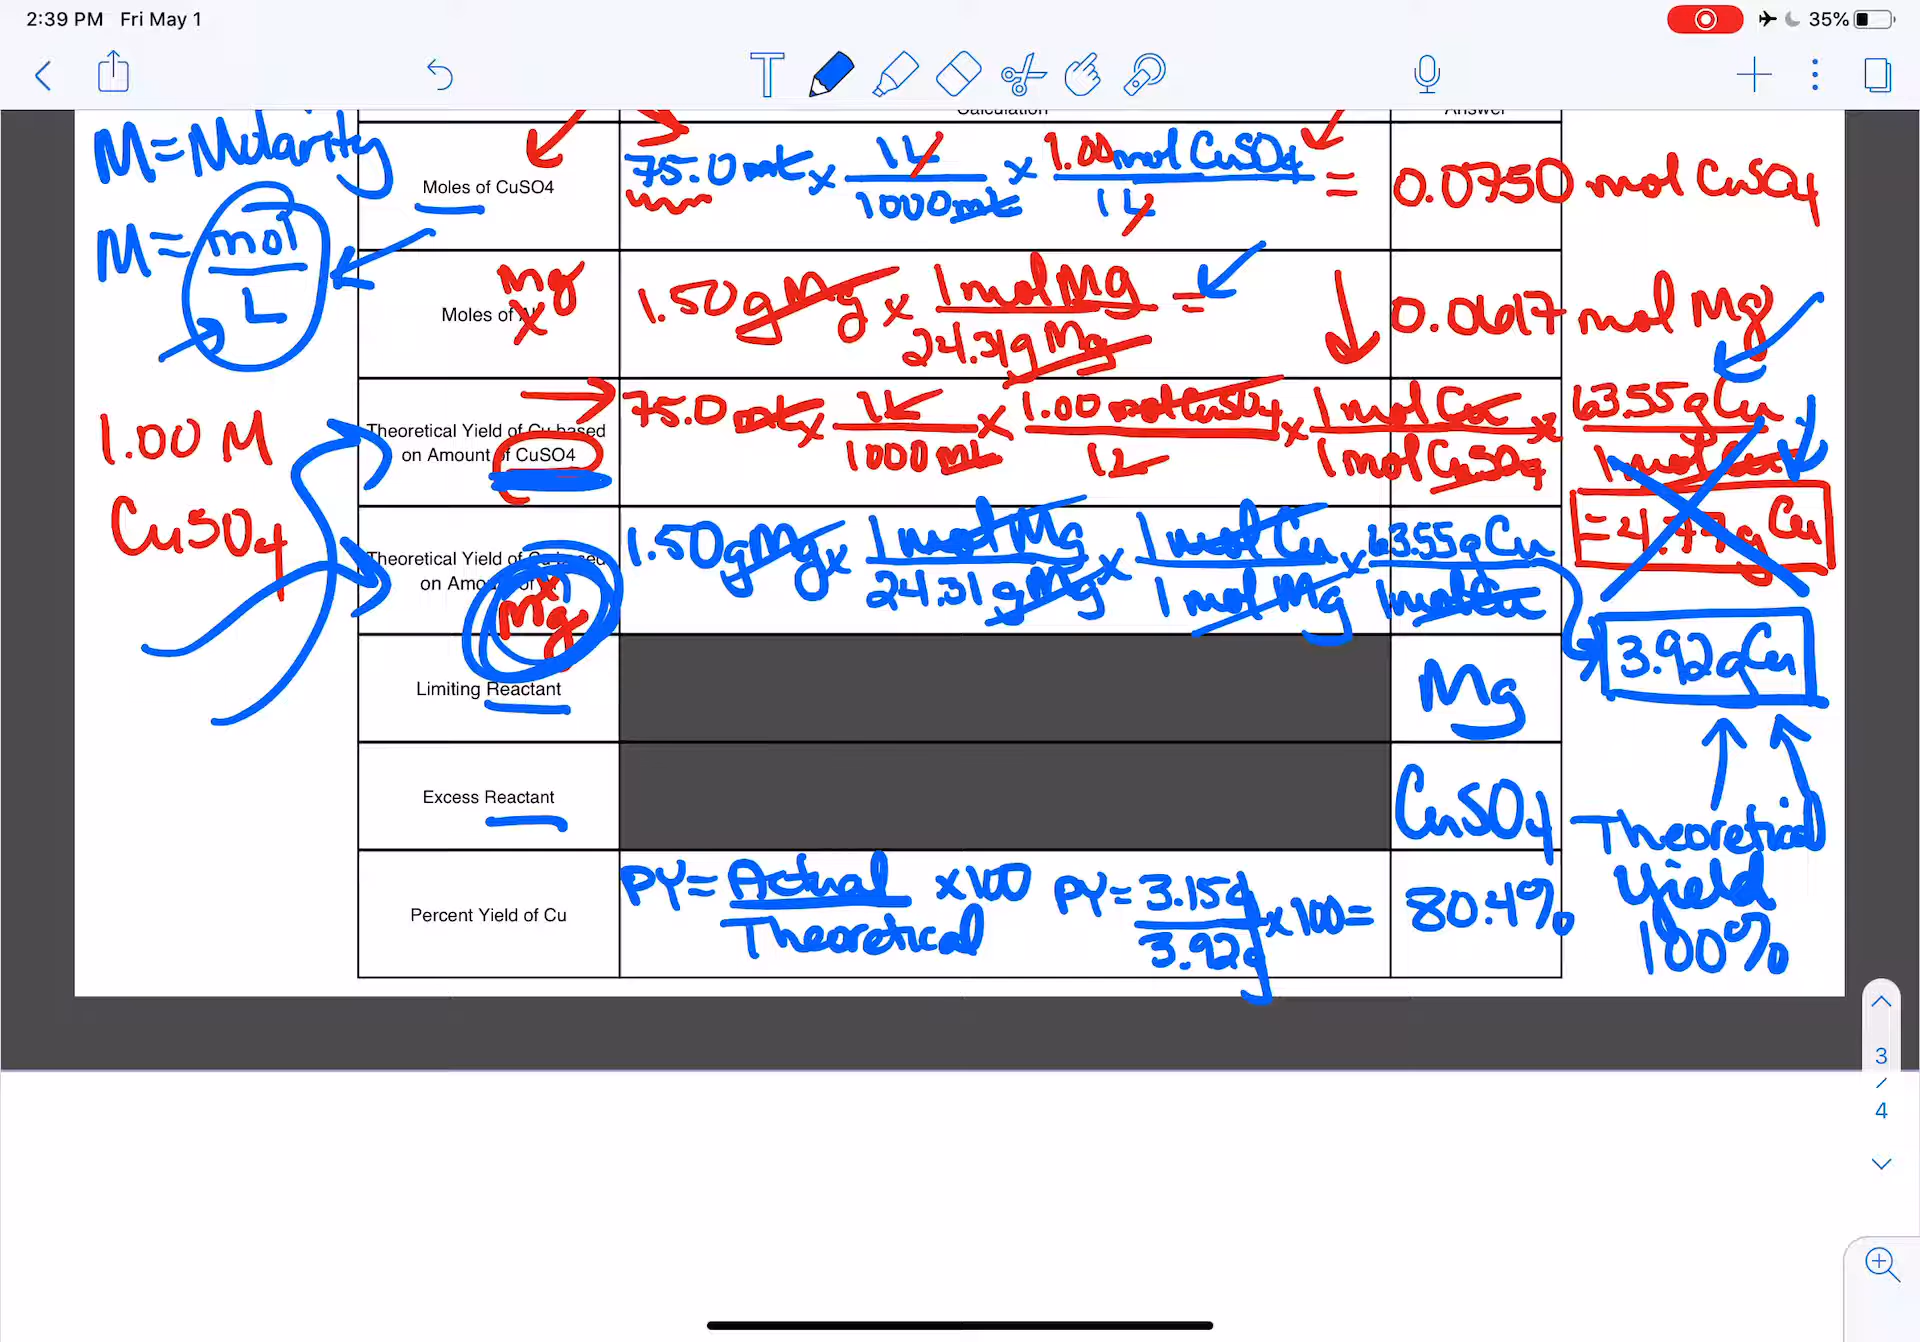 2:39 PM Fri May 1
35%
Calculation
Answer
M = Molarity
M = mol / L
1.00 M
CuSO4
Moles of CuSO4
75.0 mL x 1 L / 1000 mL x 1.00 mol CuSO4 / 1 L =
0.0750 mol CuSO4
Moles of
Mg
1.50 g Mg x 1 mol Mg / 24.31 g Mg =
0.0617 mol Mg
Theoretical Yield of Cu based
on Amount of CuSO4
75.0 mL x 1 L / 1000 mL x 1.00 mol CuSO4 / 1 L x 1 mol Cu / 1 mol CuSO4 x 63.55 g Cu / 1 mol Cu
= 4.77 g Cu
Theoretical Yield of Cu based
on Amount of
Mg
1.50 g Mg x 1 mol Mg / 24.31 g Mg x 1 mol Cu / 1 mol Mg x 63.55 g Cu / 1 mol Cu
3.92 g Cu
Limiting Reactant
Mg
Excess Reactant
CuSO4
Theoretical
Yield
100%
Percent Yield of Cu
PY = Actual / Theoretical x100 PY = 3.15 g / 3.92 g x 100 =
80.4%
3
/
4